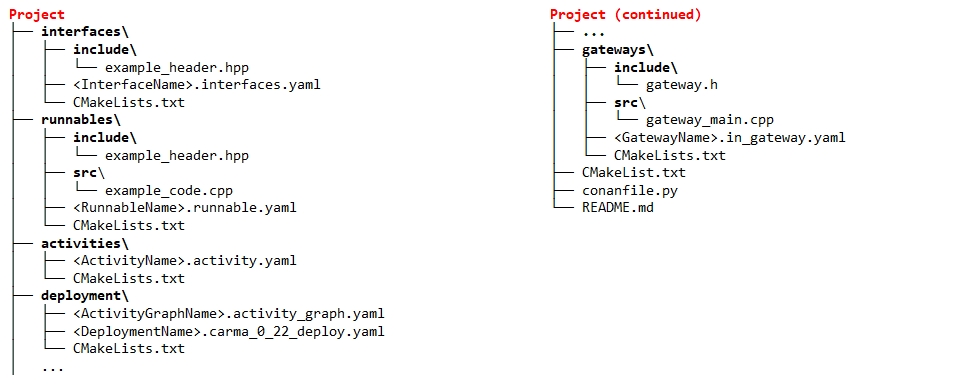 Project
├── interfaces\
│   ├── include\
│   │   └── example_header.hpp
│   ├── <InterfaceName>.interfaces.yaml
│   └── CMakeLists.txt
├── runnables\
│   ├── include\
│   │   └── example_header.hpp
│   ├── src\
│   │   └── example_code.cpp
│   ├── <RunnableName>.runnable.yaml
│   └── CMakeLists.txt
├── activities\
│   ├── <ActivityName>.activity.yaml
│   └── CMakeLists.txt
├── deployment\
│   ├── <ActivityGraphName>.activity_graph.yaml
│   ├── <DeploymentName>.carma_0_22_deploy.yaml
│   └── CMakeLists.txt
│   ...
Project (continued)
├── ...
├── gateways\
│   ├── include\
│   │   └── gateway.h
│   ├── src\
│   │   └── gateway_main.cpp
│   ├── <GatewayName>.in_gateway.yaml
│   └── CMakeLists.txt
├── CMakeList.txt
├── conanfile.py
└── README.md